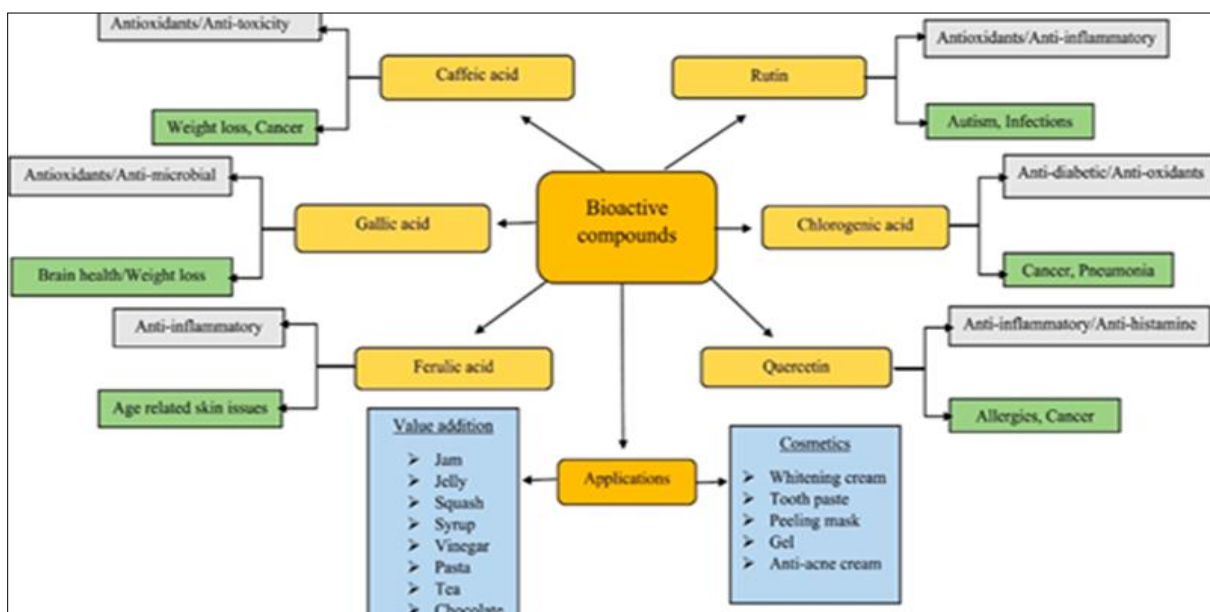 Antioxidants/Anti-toxicity
Caffeic acid
Weight loss, Cancer
Rutin
Antioxidants/Anti-inflammatory
Autism, Infections
Antioxidants/Anti-microbial
Gallic acid
Brain health/Weight loss
Bioactive
compounds
Anti-diabetic/Anti-oxidants
Chlorogenic acid
Cancer, Pneumonia
Anti-inflammatory
Ferulic acid
Age related skin issues
Anti-inflammatory/Anti-histamine
Quercetin
Allergies, Cancer
Value addition
Jam
Jelly
Squash
Syrup
Vinegar
Pasta
Tea
Chocolate
Applications
Cosmetics
Whitening cream
Tooth paste
Peeling mask
Gel
Anti-acne cream